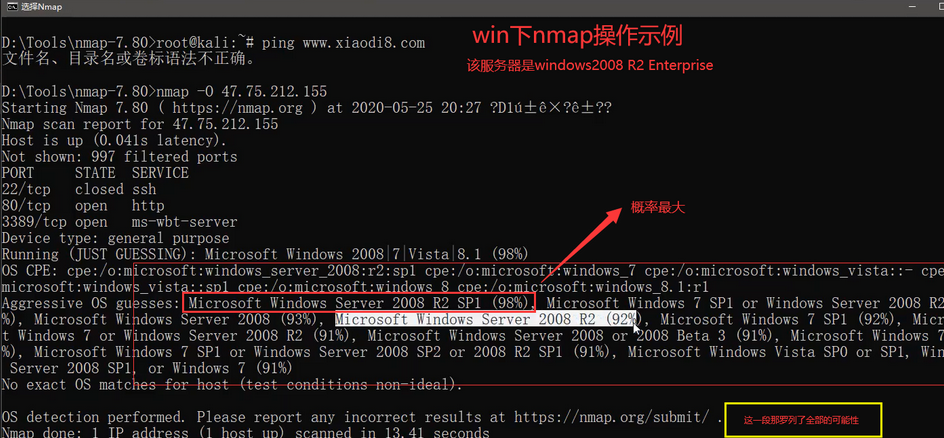 选择Nmap
D:\Tools\nmap-7.80>root@kali:~# ping www.xiaodi8.com
文件名、目录名或卷标语法不正确。
win下nmap操作示例
该服务器是windows2008 R2 Enterprise
D:\Tools\nmap-7.80>nmap -O 47.75.212.155
Starting Nmap 7.80 ( https://nmap.org ) at 2020-05-25 20:27 ?D1ú±ê×?ê±??
Nmap scan report for 47.75.212.155
Host is up (0.041s latency).
Not shown: 997 filtered ports
PORT     STATE  SERVICE
22/tcp   closed ssh
80/tcp   open   http
3389/tcp open   ms-wbt-server
概率最大
Device type: general purpose
Running (JUST GUESSING): Microsoft Windows 2008|7|Vista|8.1 (98%)
OS CPE: cpe:/o:microsoft:windows_server_2008:r2:sp1 cpe:/o:microsoft:windows_7 cpe:/o:microsoft:windows_vista::- cpe:
microsoft:windows_vista::sp1 cpe:/o:microsoft:windows_8 cpe:/o:microsoft:windows_8.1:r1
Aggressive OS guesses: Microsoft Windows Server 2008 R2 SP1 (98%), Microsoft Windows 7 SP1 or Windows Server 2008 R2
%), Microsoft Windows Server 2008 (93%), Microsoft Windows Server 2008 R2 (92%), Microsoft Windows 7 SP1 (92%), Micr
t Windows 7 or Windows Server 2008 R2 (91%), Microsoft Windows Server 2008 or 2008 Beta 3 (91%), Microsoft Windows 7
%), Microsoft Windows 7 SP1 or Windows Server 2008 SP2 or 2008 R2 SP1 (91%), Microsoft Windows Vista SP0 or SP1, Win
Server 2008 SP1, or Windows 7 (91%)
No exact OS matches for host (test conditions non-ideal).
OS detection performed. Please report any incorrect results at https://nmap.org/submit/ .
这一段那罗列了全部的可能性
Nmap done: 1 IP address (1 host up) scanned in 13.41 seconds